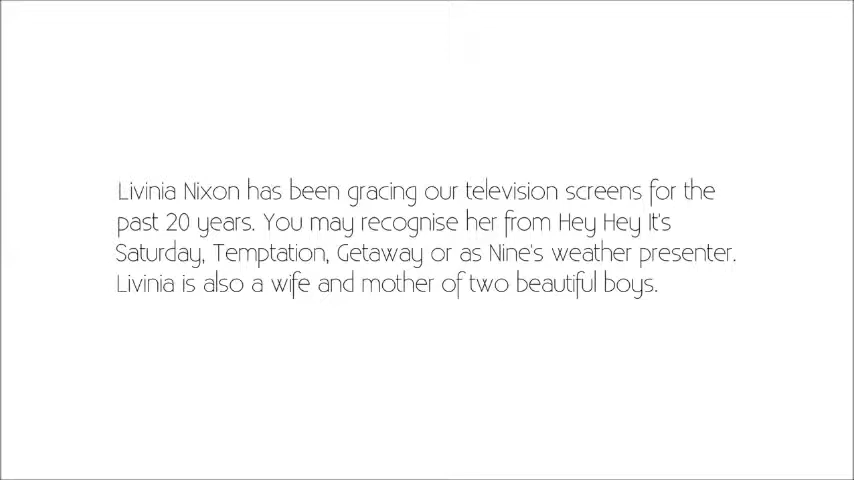 Livinia Nixon has been gracing our television screens for the
past 20 years. You may recognise her from Hey Hey It's
Saturday, Temptation, Getaway or as Nine's weather presenter.
Livinia is also a wife and mother of two beautiful boys.